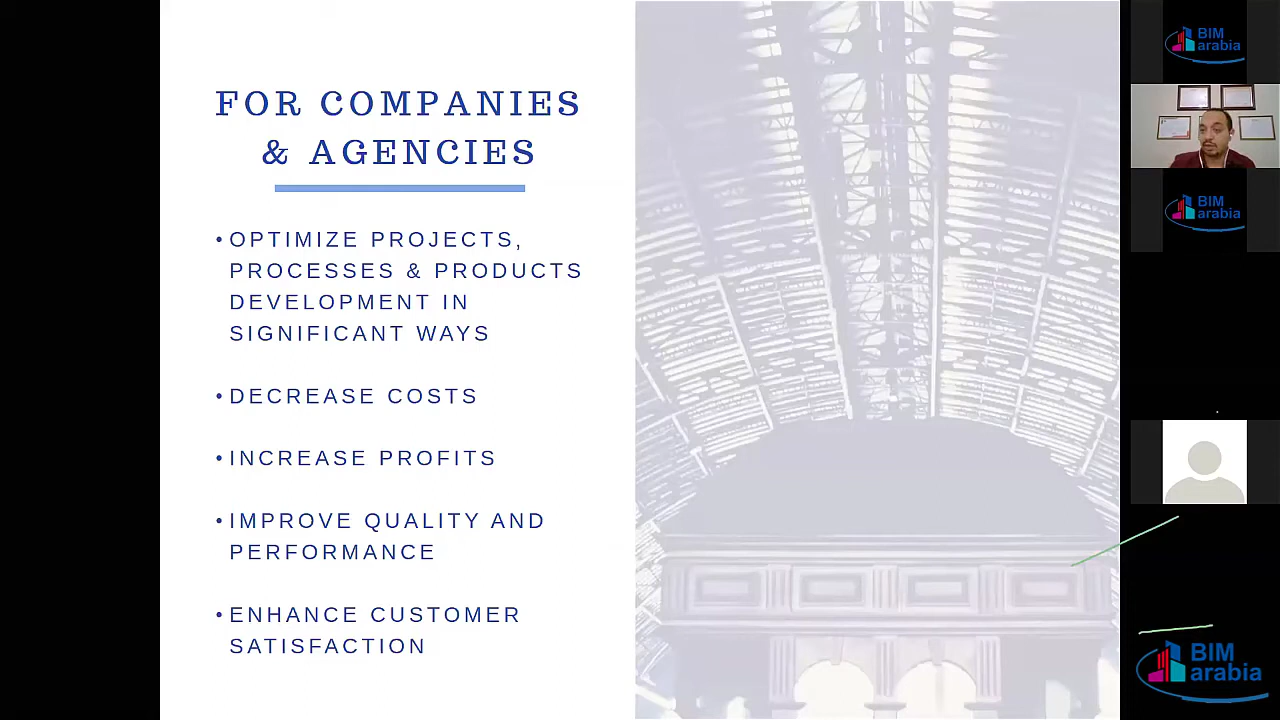 FOR COMPANIES
& AGENCIES
• OPTIMIZE PROJECTS,
PROCESSES & PRODUCTS
DEVELOPMENT IN
SIGNIFICANT WAYS
• DECREASE COSTS
• INCREASE PROFITS
• IMPROVE QUALITY AND
PERFORMANCE
• ENHANCE CUSTOMER
SATISFACTION
BIM
arabia
BIM
arabia
BIM
arabia